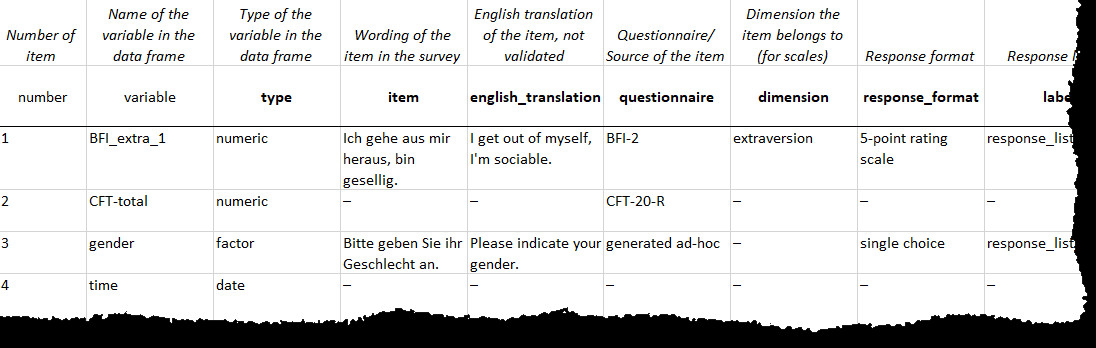 Number of item	Name of the variable in the data frame	Type of the variable in the data frame	Wording of the item in the survey	English translation of the item, not validated	Questionnaire/ Source of the item	Dimension the item belongs to (for scales)	Response format	Response
number	variable	type	item	english_translation	questionnaire	dimension	response_format
1	BFI_extra_1	numeric	Ich gehe aus mir heraus, bin gesellig.	I get out of myself, I'm sociable.	BFI-2	extraversion	5-point rating scale	response_list
2	CFT-total	numeric	–	–	CFT-20-R	–	–	–
3	gender	factor	Bitte geben Sie ihr Geschlecht an.	Please indicate your gender.	generated ad-hoc	–	single choice	response_list
4	time	date	–	–	–	–	–	–